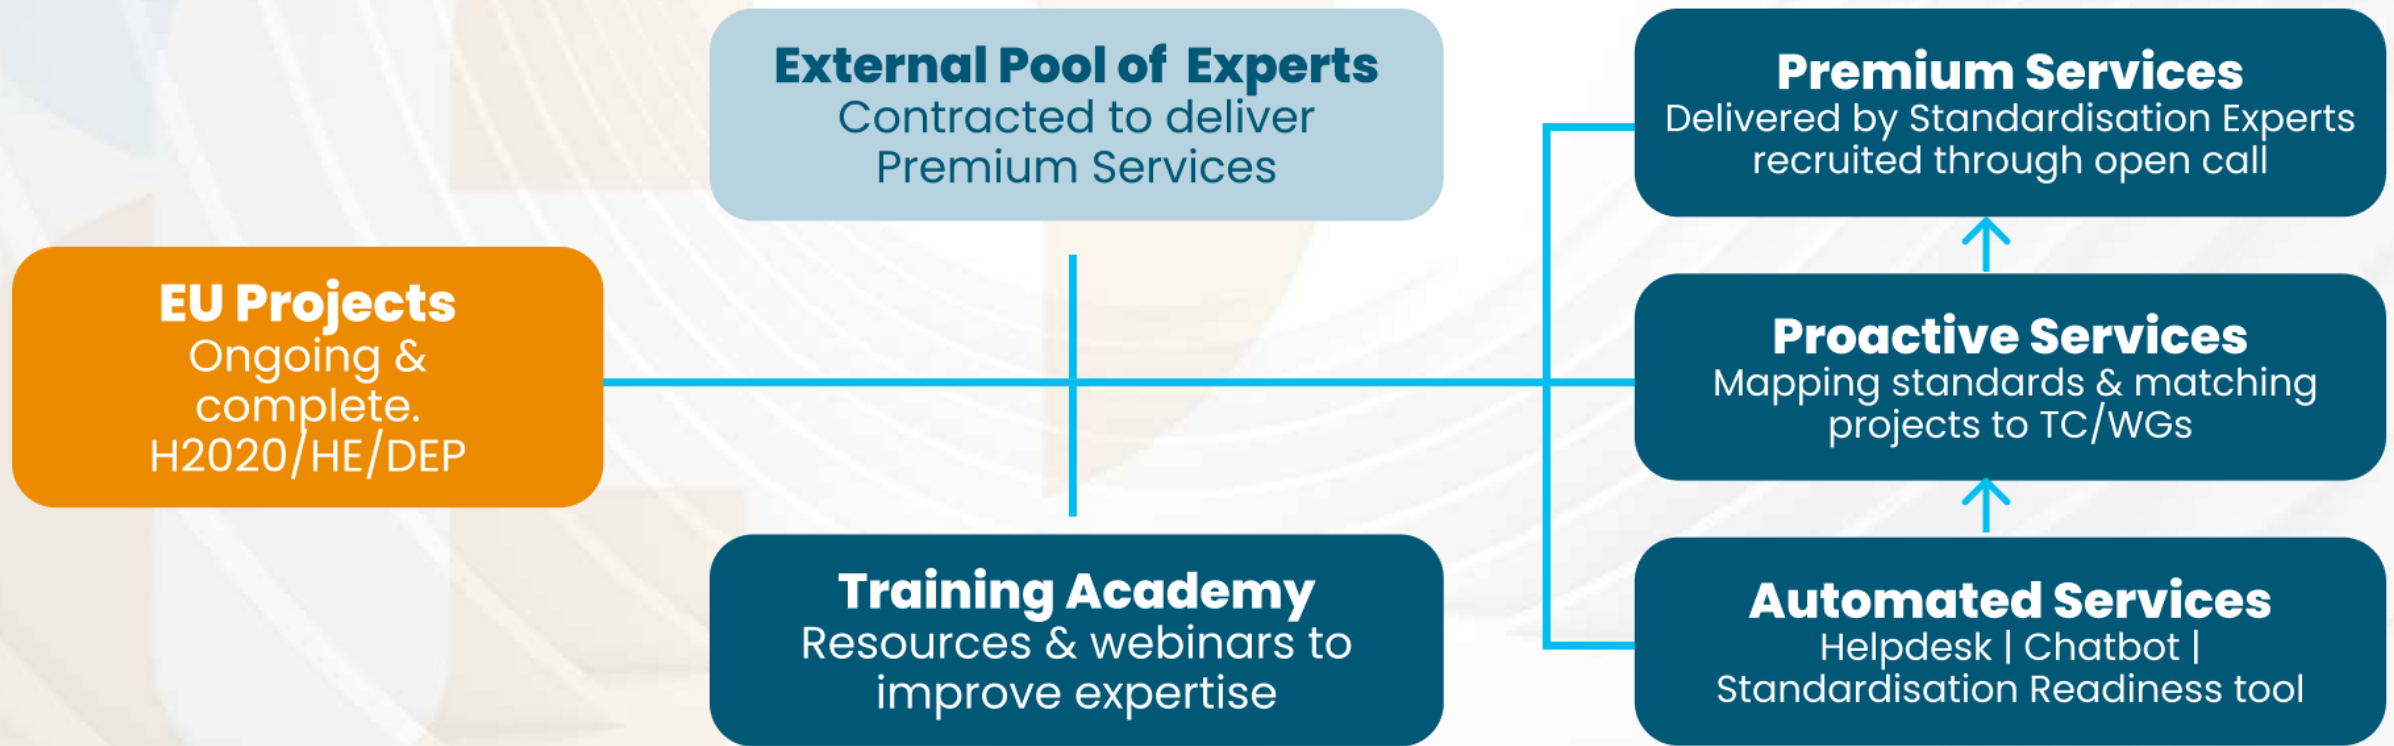 External Pool of Experts
Contracted to deliver
Premium Services
Premium Services
Delivered by Standardisation Experts
recruited through open call
EU Projects
Ongoing &
complete.
H2020/HE/DEP
Proactive Services
Mapping standards & matching
projects to TC/WGs
Training Academy
Resources & webinars to
improve expertise
Automated Services
Helpdesk | Chatbot |
Standardisation Readiness tool